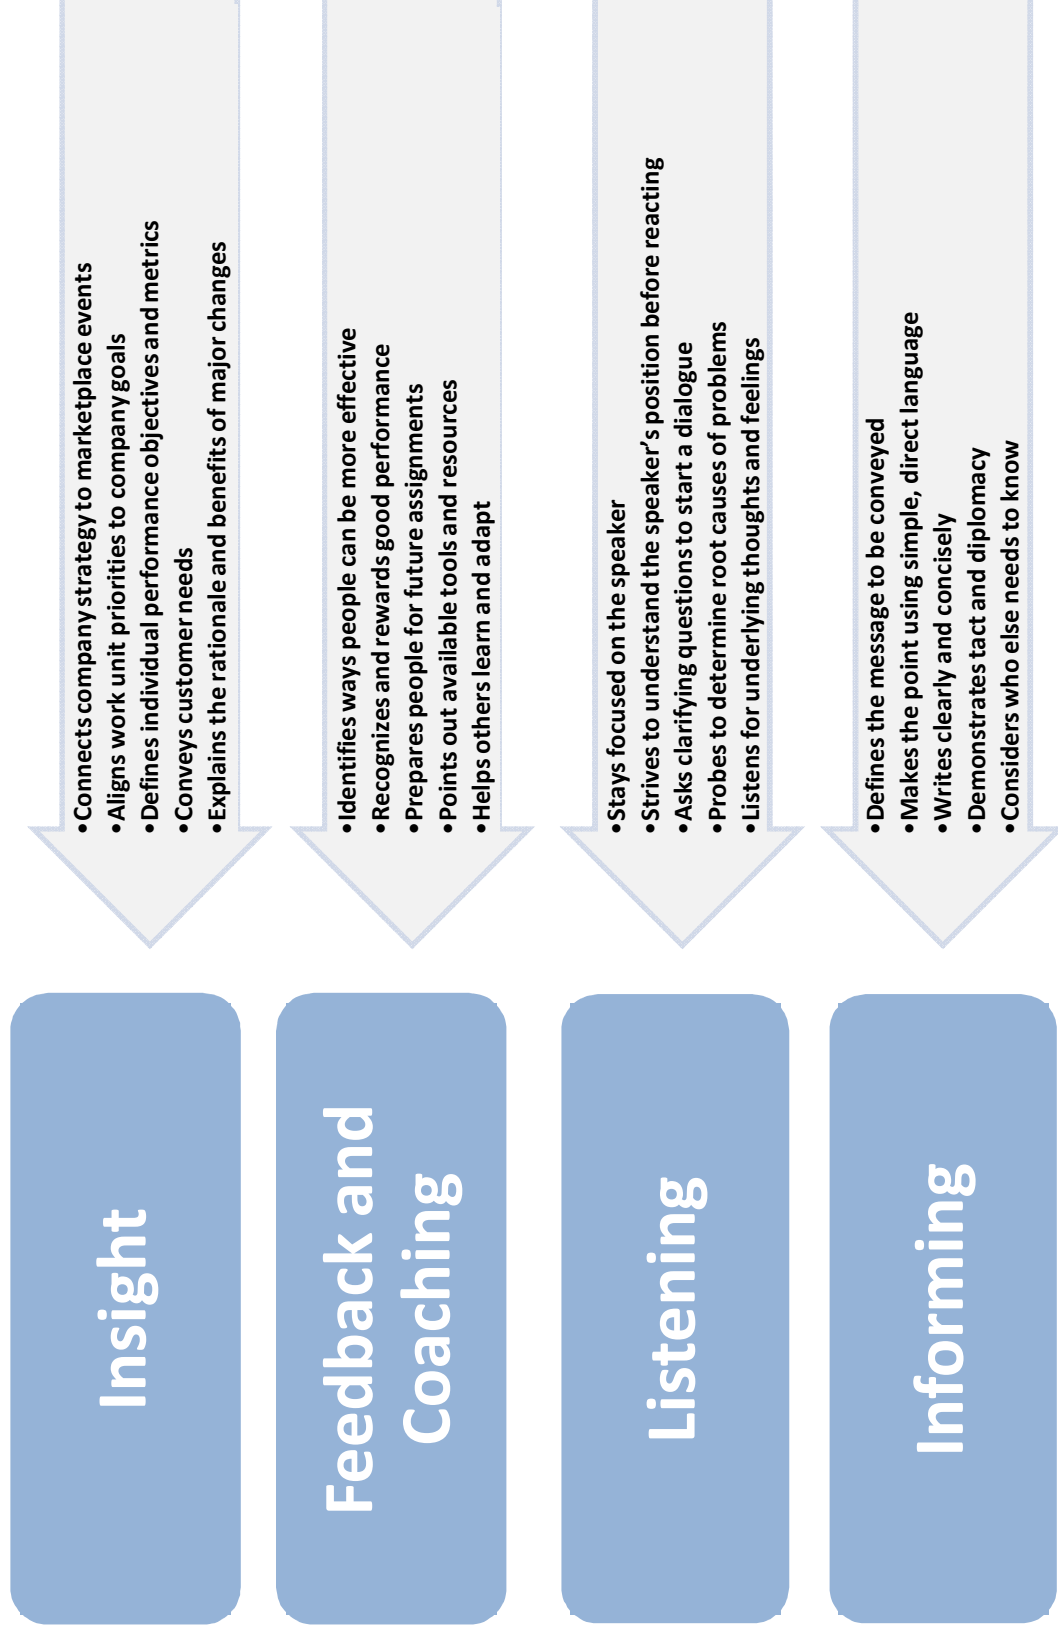 Insight
•Connects company strategy to marketplace events
•Aligns work unit priorities to company goals
•Defines individual performance objectives and metrics
•Conveys customer needs
•Explains the rationale and benefits of major changes
Feedback and
Coaching
•Identifies ways people can be more effective
•Recognizes and rewards good performance
•Prepares people for future assignments
•Points out available tools and resources
•Helps others learn and adapt
Listening
•Stays focused on the speaker
•Strives to understand the speaker’s position before reacting
•Asks clarifying questions to start a dialogue
•Probes to determine root causes of problems
•Listens for underlying thoughts and feelings
Informing
•Defines the message to be conveyed
•Makes the point using simple, direct language
•Writes clearly and concisely
•Demonstrates tact and diplomacy
•Considers who else needs to know